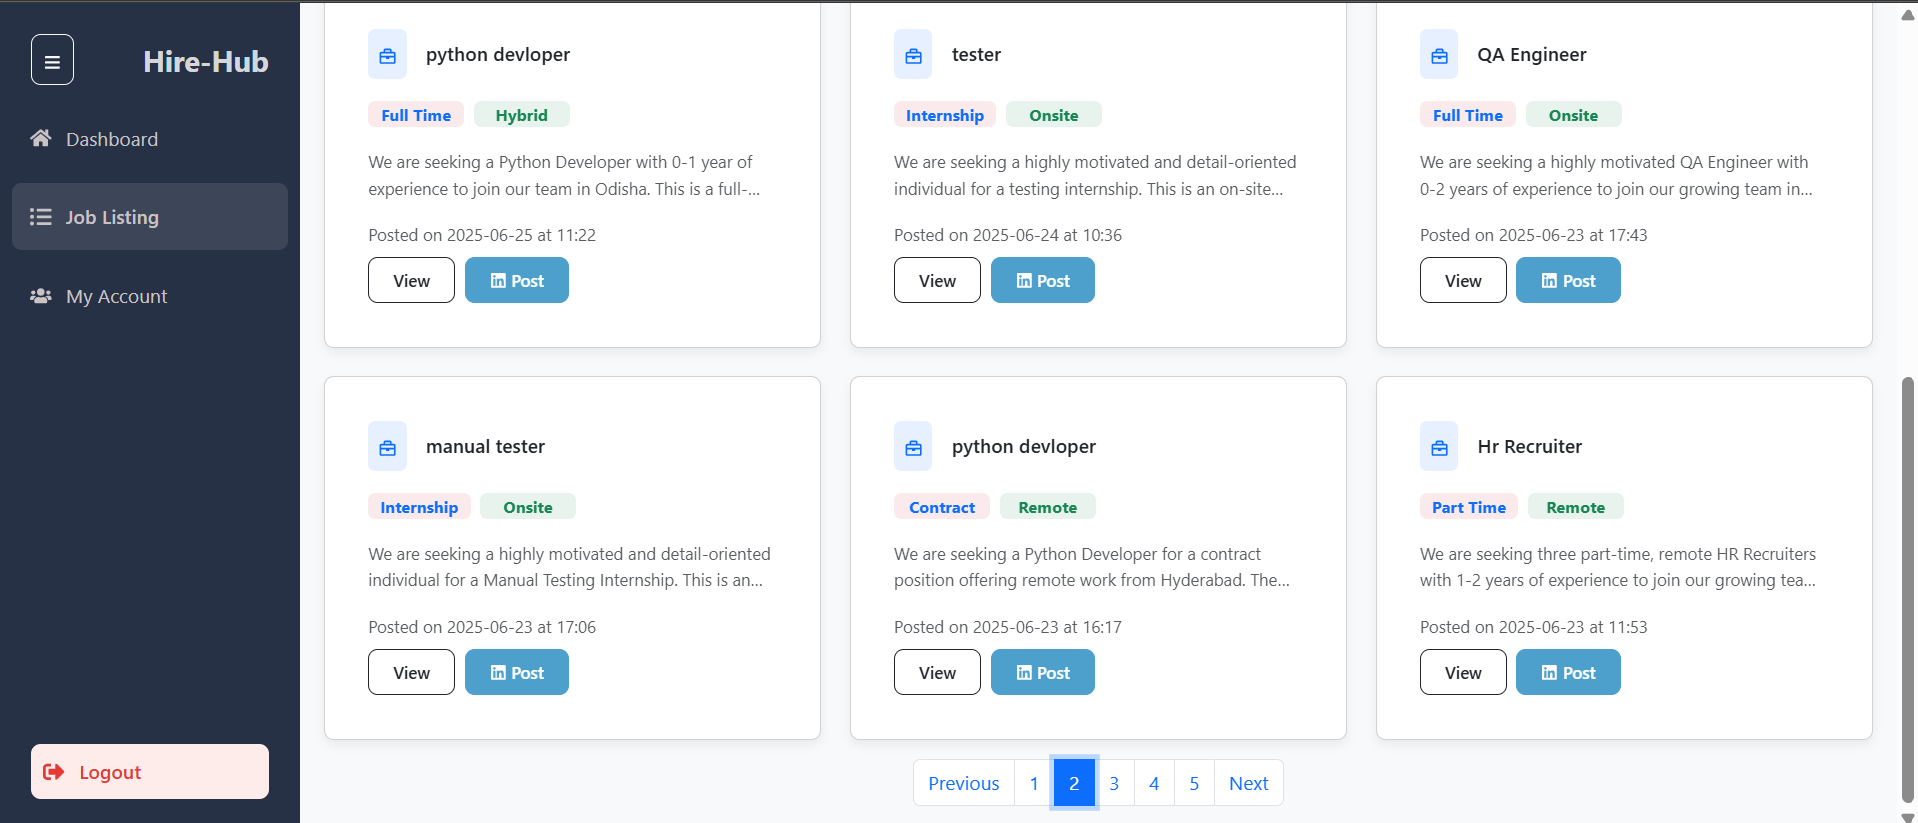 Hire-Hub
Dashboard
Job Listing
My Account
Logout
python devloper
Full Time Hybrid
We are seeking a Python Developer with 0-1 year of
experience to join our team in Odisha. This is a full-...
Posted on 2025-06-25 at 11:22
View Post
tester
Internship Onsite
We are seeking a highly motivated and detail-oriented
individual for a testing internship. This is an on-site...
Posted on 2025-06-24 at 10:36
View Post
QA Engineer
Full Time Onsite
We are seeking a highly motivated QA Engineer with
0-2 years of experience to join our growing team in...
Posted on 2025-06-23 at 17:43
View Post
manual tester
Internship Onsite
We are seeking a highly motivated and detail-oriented
individual for a Manual Testing Internship. This is an...
Posted on 2025-06-23 at 17:06
View Post
python devloper
Contract Remote
We are seeking a Python Developer for a contract
position offering remote work from Hyderabad. The...
Posted on 2025-06-23 at 16:17
View Post
Hr Recruiter
Part Time Remote
We are seeking three part-time, remote HR Recruiters
with 1-2 years of experience to join our growing tea...
Posted on 2025-06-23 at 11:53
View Post
Previous 1 2 3 4 5 Next